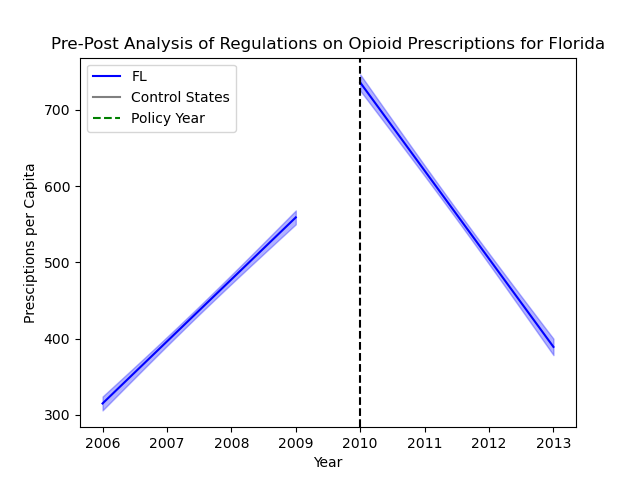 Pre-Post Analysis of Regulations on Opioid Prescriptions for Florida
FL
Control States
Policy Year
Presciptions per Capita
700
600
500
400
300
2006 2007 2008 2009 2010 2011 2012 2013
Year